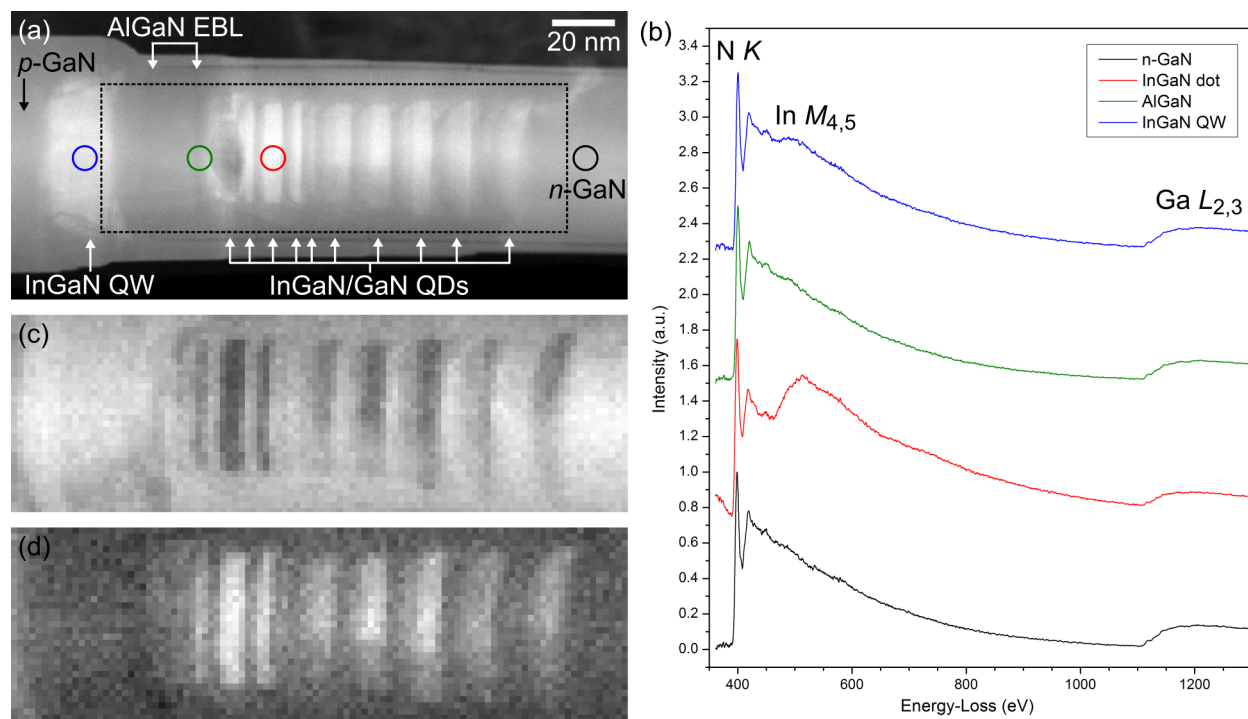 (a)
AlGaN EBL
20 nm
p-GaN
n-GaN
InGaN QW
InGaN/GaN QDs
(b)
3.4
3.2
3.0
2.8
2.6
2.4
2.2
2.0
1.8
1.6
1.4
1.2
1.0
0.8
0.6
0.4
0.2
0.0
Intensity (a.u.)
N K
In M4,5
Ga L2,3
n-GaN
InGaN dot
AlGaN
InGaN QW
400 600 800 1000 1200
Energy-Loss (eV)
(c)
(d)